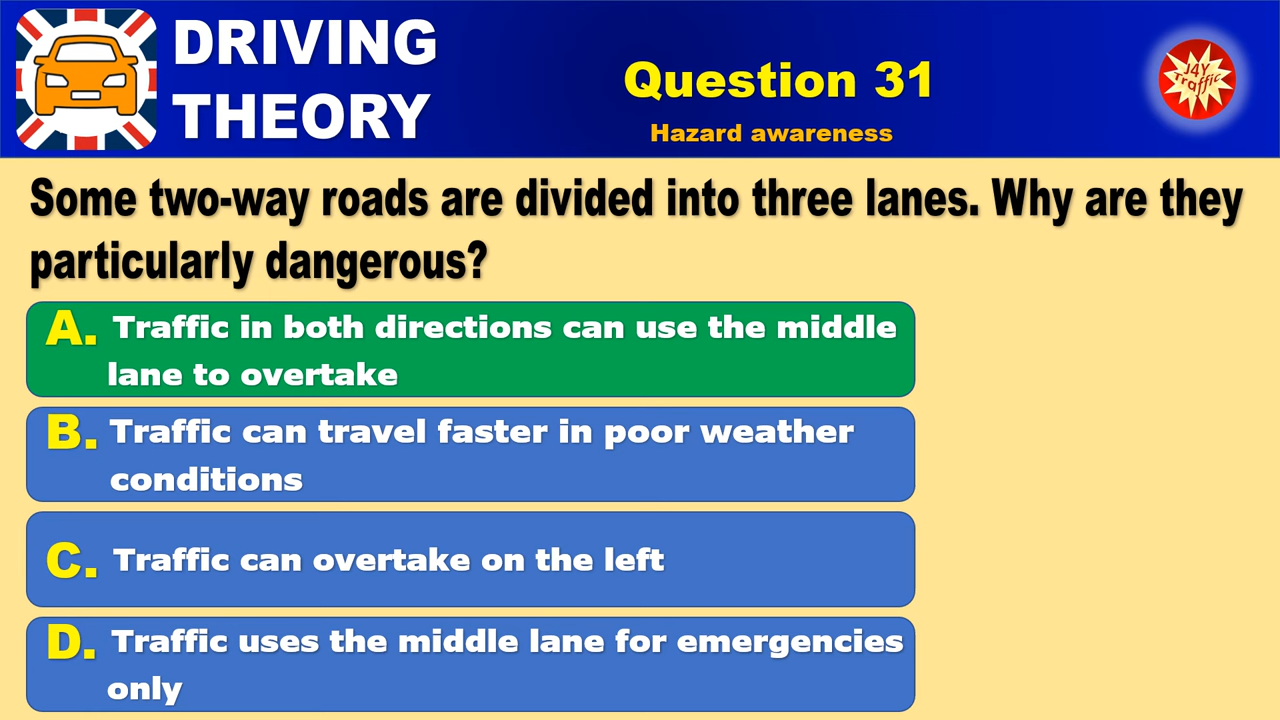 DRIVING
THEORY
Question 31
Hazard awareness
J4Y
Traffic
Some two-way roads are divided into three lanes. Why are they
particularly dangerous?
A. Traffic in both directions can use the middle
lane to overtake
B. Traffic can travel faster in poor weather
conditions
C. Traffic can overtake on the left
D. Traffic uses the middle lane for emergencies
only